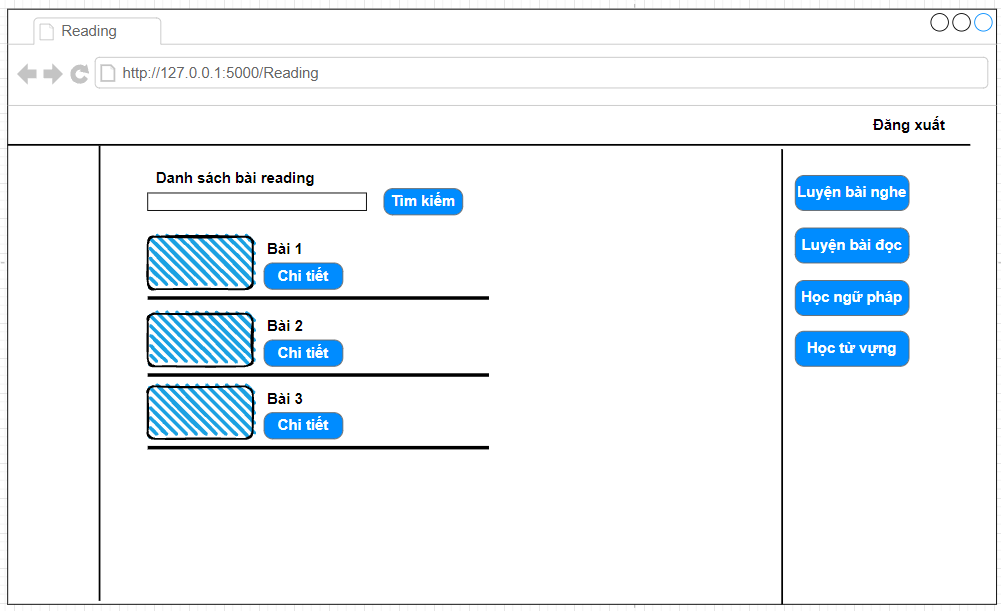 Reading
http://127.0.0.1:5000/Reading
Đăng xuất
Danh sách bài reading
Tìm kiếm
Bài 1
Chi tiết
Bài 2
Chi tiết
Bài 3
Chi tiết
Luyện bài nghe
Luyện bài đọc
Học ngữ pháp
Học từ vựng